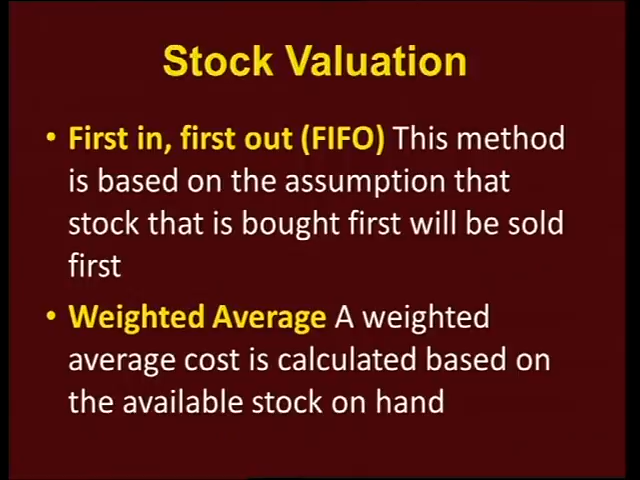 Stock Valuation
• First in, first out (FIFO) This method
is based on the assumption that
stock that is bought first will be sold
first
• Weighted Average A weighted
average cost is calculated based on
the available stock on hand